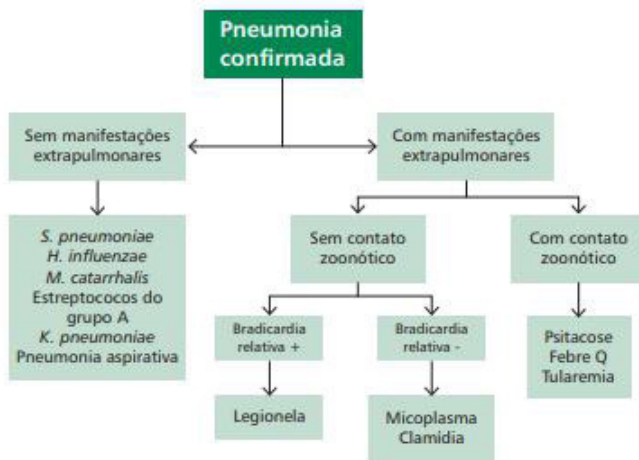 Pneumonia
confirmada
Sem manifestações
extrapulmonares
Com manifestações
extrapulmonares
S. pneumoniae
H. influenzae
M. catarrhalis
Estreptococos do
grupo A
K. pneumoniae
Pneumonia aspirativa
Sem contato
zoonótico
Com contato
zoonótico
Bradicardia
relativa +
Bradicardia
relativa -
Psitacose
Febre Q
Tularemia
Legionela
Micoplasma
Clamídia